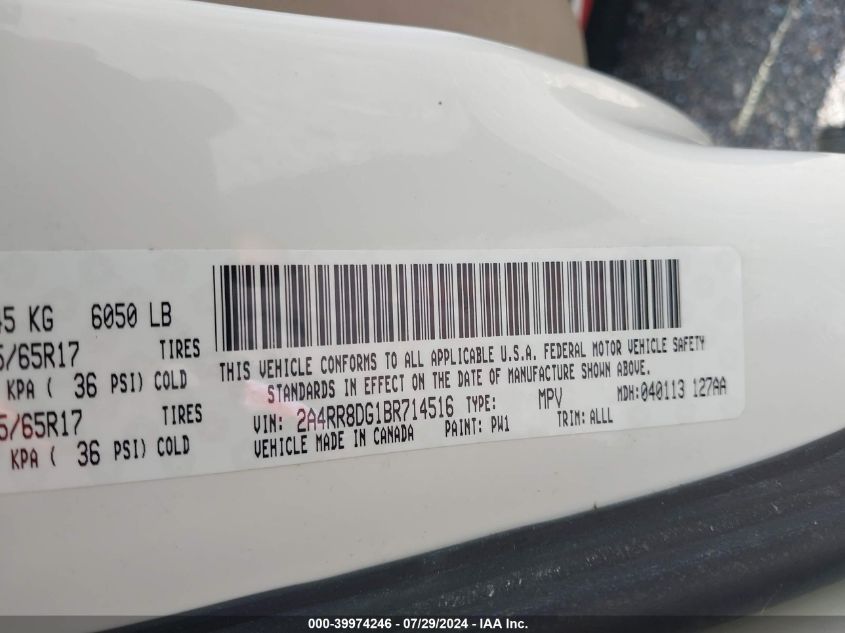 45 KG 6050 LB
5/65R17 TIRES
KPA ( 36 PSI) COLD
5/65R17 TIRES
KPA ( 36 PSI) COLD
THIS VEHICLE CONFORMS TO ALL APPLICABLE U.S.A. FEDERAL MOTOR VEHICLE SAFETY
STANDARDS IN EFFECT ON THE DATE OF MANUFACTURE SHOWN ABOVE.
VIN: 2A4RR8DG1BR714516 TYPE: MPV MDH:040113 127AA
VEHICLE MADE IN CANADA PAINT: PW1 TRIM: ALLL
000-39974246 - 07/29/2024 - IAA Inc.